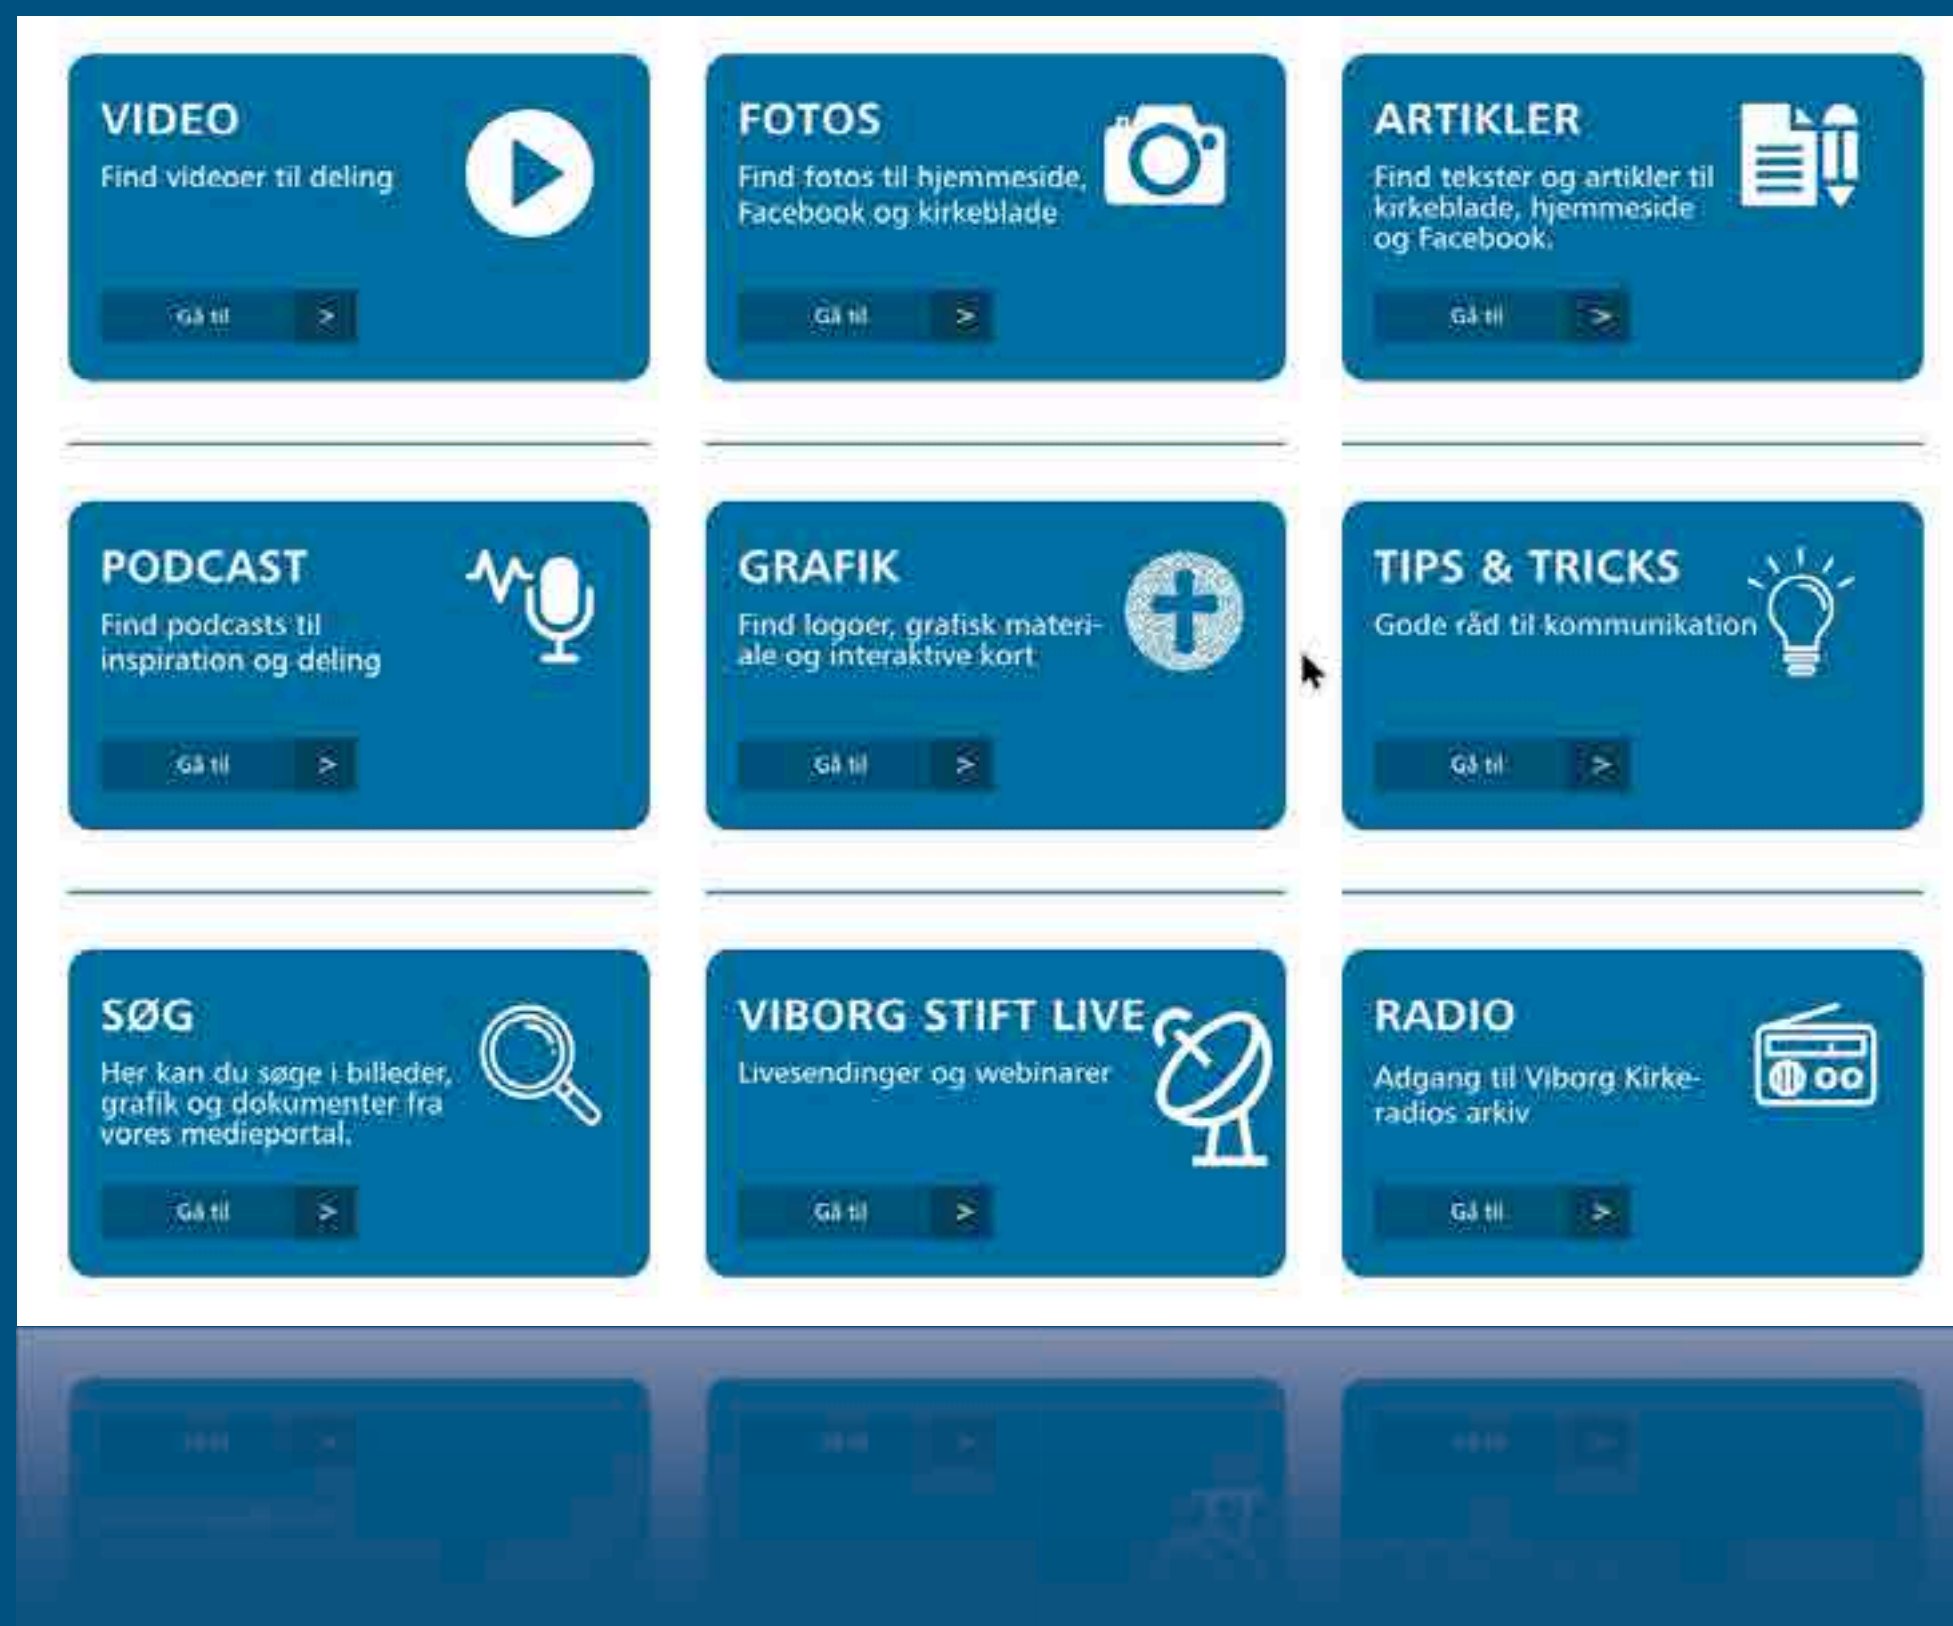 VIDEO
Find videoer til deling
Gå til >
FOTOS
Find fotos til hjemmeside,
Facebook og kirkeblade
Gå til >
ARTIKLER
Find tekster og artikler til
kirkeblade, hjemmeside
og Facebook.
Gå til >
PODCAST
Find podcasts til
inspiration og deling
Gå til >
GRAFIK
Find logoer, grafisk materi-
ale og interaktive kort
Gå til >
TIPS & TRICKS
Gode råd til kommunikation
Gå til >
SØG
Her kan du søge i billeder,
grafik og dokumenter fra
vores medieportal.
Gå til >
VIBORG STIFT LIVE
Livesendinger og webinarer
Gå til >
RADIO
Adgang til Viborg Kirke-
radios arkiv
Gå til >